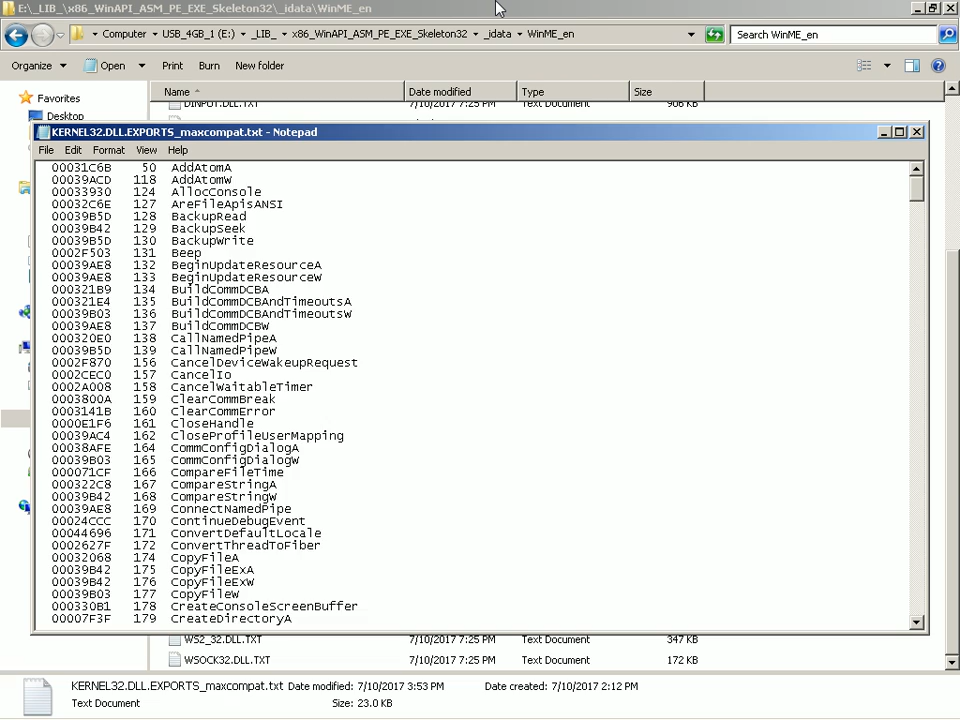 E:\_LIB_\x86_WinAPI_ASM_PE_EXE_Skeleton32\_idata\WinME_en
Computer USB_4GB_1 (E:) _LIB_ x86_WinAPI_ASM_PE_EXE_Skeleton32 _idata WinME_en Search WinME_en
Organize Open Print Burn New folder
Favorites Name Date modified Type Size
Desktop DINPUT.DLL.TXT 7/10/2017 7:25 PM Text Document 906 KB
KERNEL32.DLL.EXPORTS_maxcompat.txt - Notepad
File Edit Format View Help
00031C6B 50 AddAtomA
00039ACD 118 AddAtomW
00033930 124 AllocConsole
00032C6E 127 AreFileApisANSI
00039B5D 128 BackupRead
00039B42 129 BackupSeek
00039B5D 130 BackupWrite
0002F503 131 Beep
00039AE8 132 BeginUpdateResourceA
00039AE8 133 BeginUpdateResourceW
000321B9 134 BuildCommDCBA
000321E4 135 BuildCommDCBAndTimeoutsA
00039B03 136 BuildCommDCBAndTimeoutsW
00039AE8 137 BuildCommDCBW
000320E0 138 CallNamedPipeA
00039B5D 139 CallNamedPipeW
0002F870 156 CancelDeviceWakeupRequest
0002CEC0 157 CancelIo
0002A008 158 CancelWaitableTimer
0003800A 159 ClearCommBreak
0003141B 160 ClearCommError
0000E1F6 161 CloseHandle
00039AC4 162 CloseProfileUserMapping
00038AFE 164 CommConfigDialogA
00039B03 165 CommConfigDialogW
000071CF 166 CompareFileTime
000322C8 167 CompareStringA
00039B42 168 CompareStringW
00039AE8 169 ConnectNamedPipe
00024CCC 170 ContinueDebugEvent
00044696 171 ConvertDefaultLocale
0002627F 172 ConvertThreadToFiber
00032068 174 CopyFileA
00039B42 175 CopyFileExA
00039B42 176 CopyFileExW
00039B03 177 CopyFileW
000330B1 178 CreateConsoleScreenBuffer
00007F3F 179 CreateDirectoryA
WS2_32.DLL.TXT 7/10/2017 7:25 PM Text Document 347 KB
WSOCK32.DLL.TXT 7/10/2017 7:25 PM Text Document 172 KB
KERNEL32.DLL.EXPORTS_maxcompat.txt Date modified: 7/10/2017 3:53 PM Date created: 7/10/2017 2:12 PM
Text Document Size: 23.0 KB